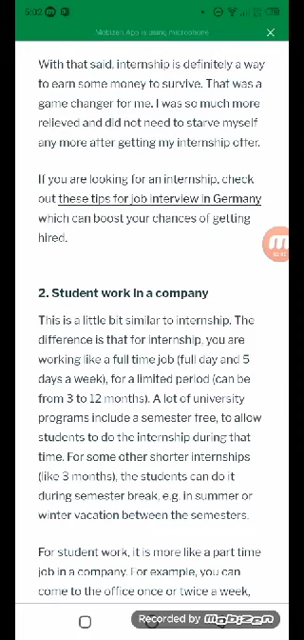 5:02
Mobizen App is using microphone
With that said, internship is definitely a way
to earn some money to survive. That was a
game changer for me. I was so much more
relieved and did not need to starve myself
any more after getting my internship offer.
If you are looking for an internship, check
out these tips for job interview in Germany
which can boost your chances of getting
hired.
2. Student work in a company
This is a little bit similar to internship. The
difference is that for internship, you are
working like a full time job (full day and 5
days a week), for a limited period (can be
from 3 to 12 months). A lot of university
programs include a semester free, to allow
students to do the internship during that
time. For some other shorter internships
(like 3 months), the students can do it
during semester break, e.g. in summer or
winter vacation between the semesters.
For student work, it is more like a part time
job in a company. For example, you can
come to the office once or twice a week,
Recorded by mobizen